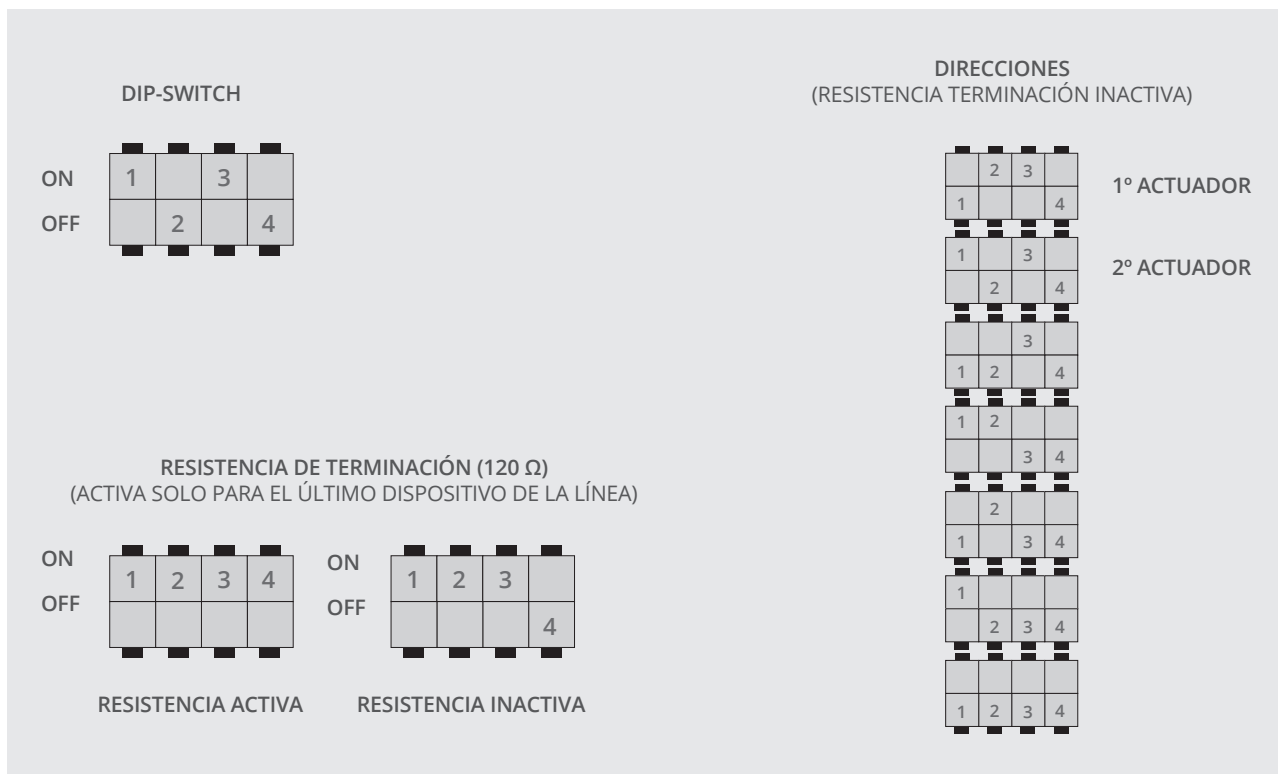 DIP-SWITCH
ON
1 3
OFF
2 4
RESISTENCIA DE TERMINACIÓN (120 Ω)
(ACTIVA SOLO PARA EL ÚLTIMO DISPOSITIVO DE LA LÍNEA)
ON
1 2 3 4
OFF
RESISTENCIA ACTIVA
ON
1 2 3
OFF
4
RESISTENCIA INACTIVA
DIRECCIONES
(RESISTENCIA TERMINACIÓN INACTIVA)
2 3
1 4
1º ACTUADOR
1 3
2 4
2º ACTUADOR
3
1 2 4
1 2
3 4
2
1 3 4
1
2 3 4
1 2 3 4